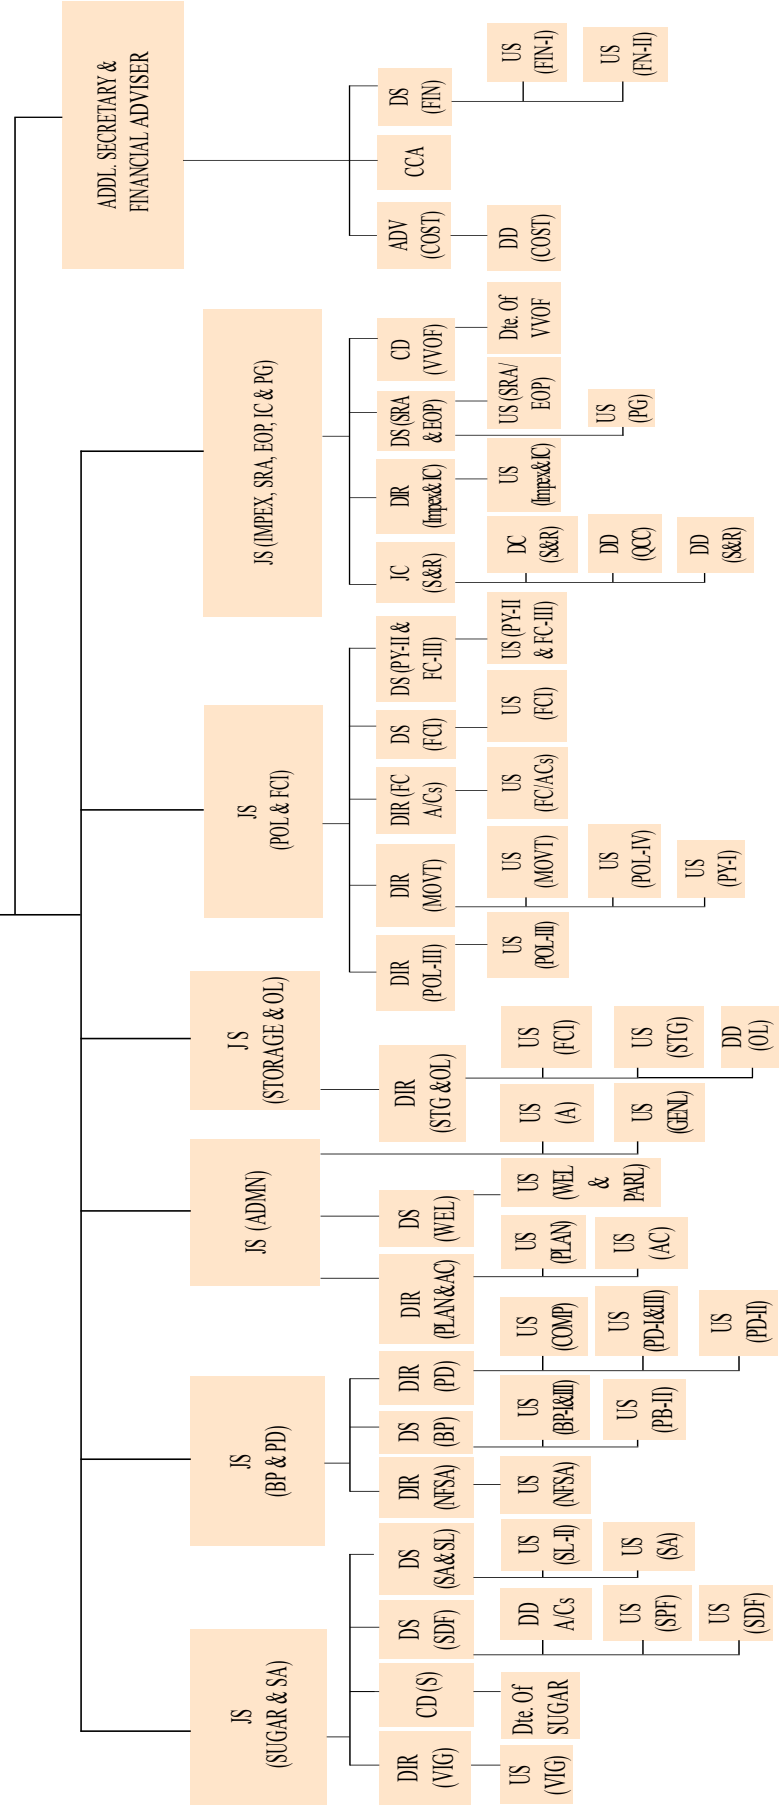 JS
(SUGAR & SA)
DIR
(VIG)
US
(VIG)
CD (S)
Dte. Of
SUGAR
DS
(SDF)
DD
A/Cs
US
(SPF)
US
(SDF)
DS
(SA& SL)
US
(SL-II)
US
(SA)
JS
(BP & PD)
DIR
(NFSA)
US
(NFSA)
DS
(BP)
US
(BP-I&III)
US
(PB-II)
DIR
(PD)
US
(COMP)
US
(PD-I&III)
US
(PD-II)
JS (ADMN)
DIR
(PLAN&AC)
US
(PLAN)
US
(AC)
DS
(WEL)
US
(WEL
&
PARL)
US
(A)
US
(GENL)
J S
(STORAGE & OL)
DIR
(STG &OL)
US
(FCI)
US
(STG)
DD
(OL)
JS
(POL & FCI)
DIR
(POL-III)
US
(POL-III)
DIR
(MOVT)
US
(MOVT)
US
(POL-IV)
US
(PY-I)
DIR (FC
A/Cs)
US
(FC/ACs)
DS
(FCI)
US
(FCI)
DS (PY-II &
FC-III)
US (PY-II
& FC-III)
JS (IMPEX, SRA, EOP, IC & PG)
JC
(S&R)
DC
(S&R)
DD
(QCC)
DD
(S&R)
DIR
(Impex& IC)
US
(Impex& IC)
DS (SRA
& EOP)
US (SRA/
EOP)
US
(PG)
CD
(VVOF)
Dte. Of
VVOF
ADDL. SECRETARY &
FINANCIAL ADVISER
ADV
(COST)
DD
(COST)
CCA
DS
(FIN)
US
(FIN-I)
US
(FN-II)